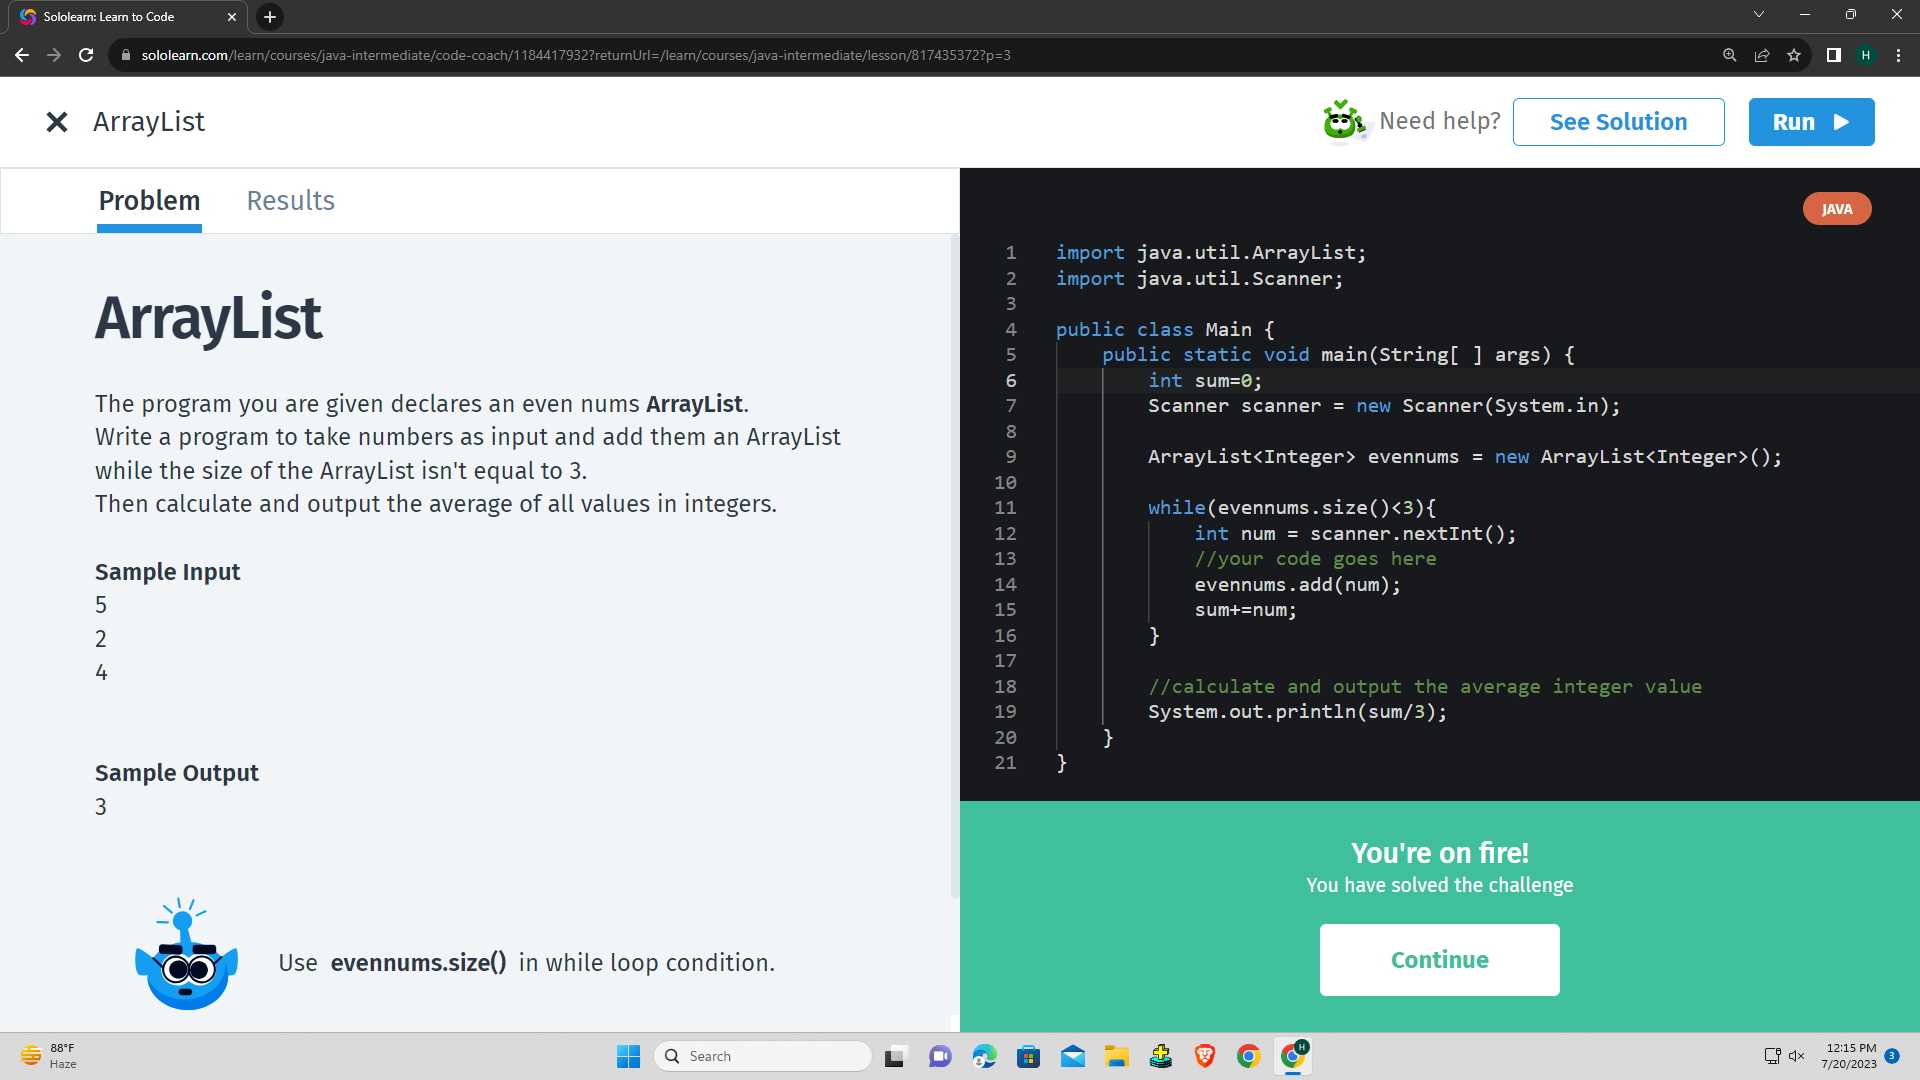 Sololearn: Learn to Code
sololearn.com/learn/courses/java-intermediate/code-coach/1184417932?returnUrl=/learn/courses/java-intermediate/lesson/817435372?p=3
H
ArrayList
Need help?
See Solution
Run
Problem
Results
ArrayList
The program you are given declares an even nums ArrayList.
Write a program to take numbers as input and add them an ArrayList
while the size of the ArrayList isn't equal to 3.
Then calculate and output the average of all values in integers.
Sample Input
5
2
4
Sample Output
3
Use evennums.size() in while loop condition.
JAVA
1 import java.util.ArrayList;
2 import java.util.Scanner;
3
4 public class Main {
5 public static void main(String[ ] args) {
6 int sum=0;
7 Scanner scanner = new Scanner(System.in);
8
9 ArrayList<Integer> evennums = new ArrayList<Integer>();
10
11 while(evennums.size()<3){
12 int num = scanner.nextInt();
13 //your code goes here
14 evennums.add(num);
15 sum+=num;
16 }
17
18 //calculate and output the average integer value
19 System.out.println(sum/3);
20 }
21 }
You're on fire!
You have solved the challenge
Continue
88°F
Haze
Search
H
12:15 PM
7/20/2023
3